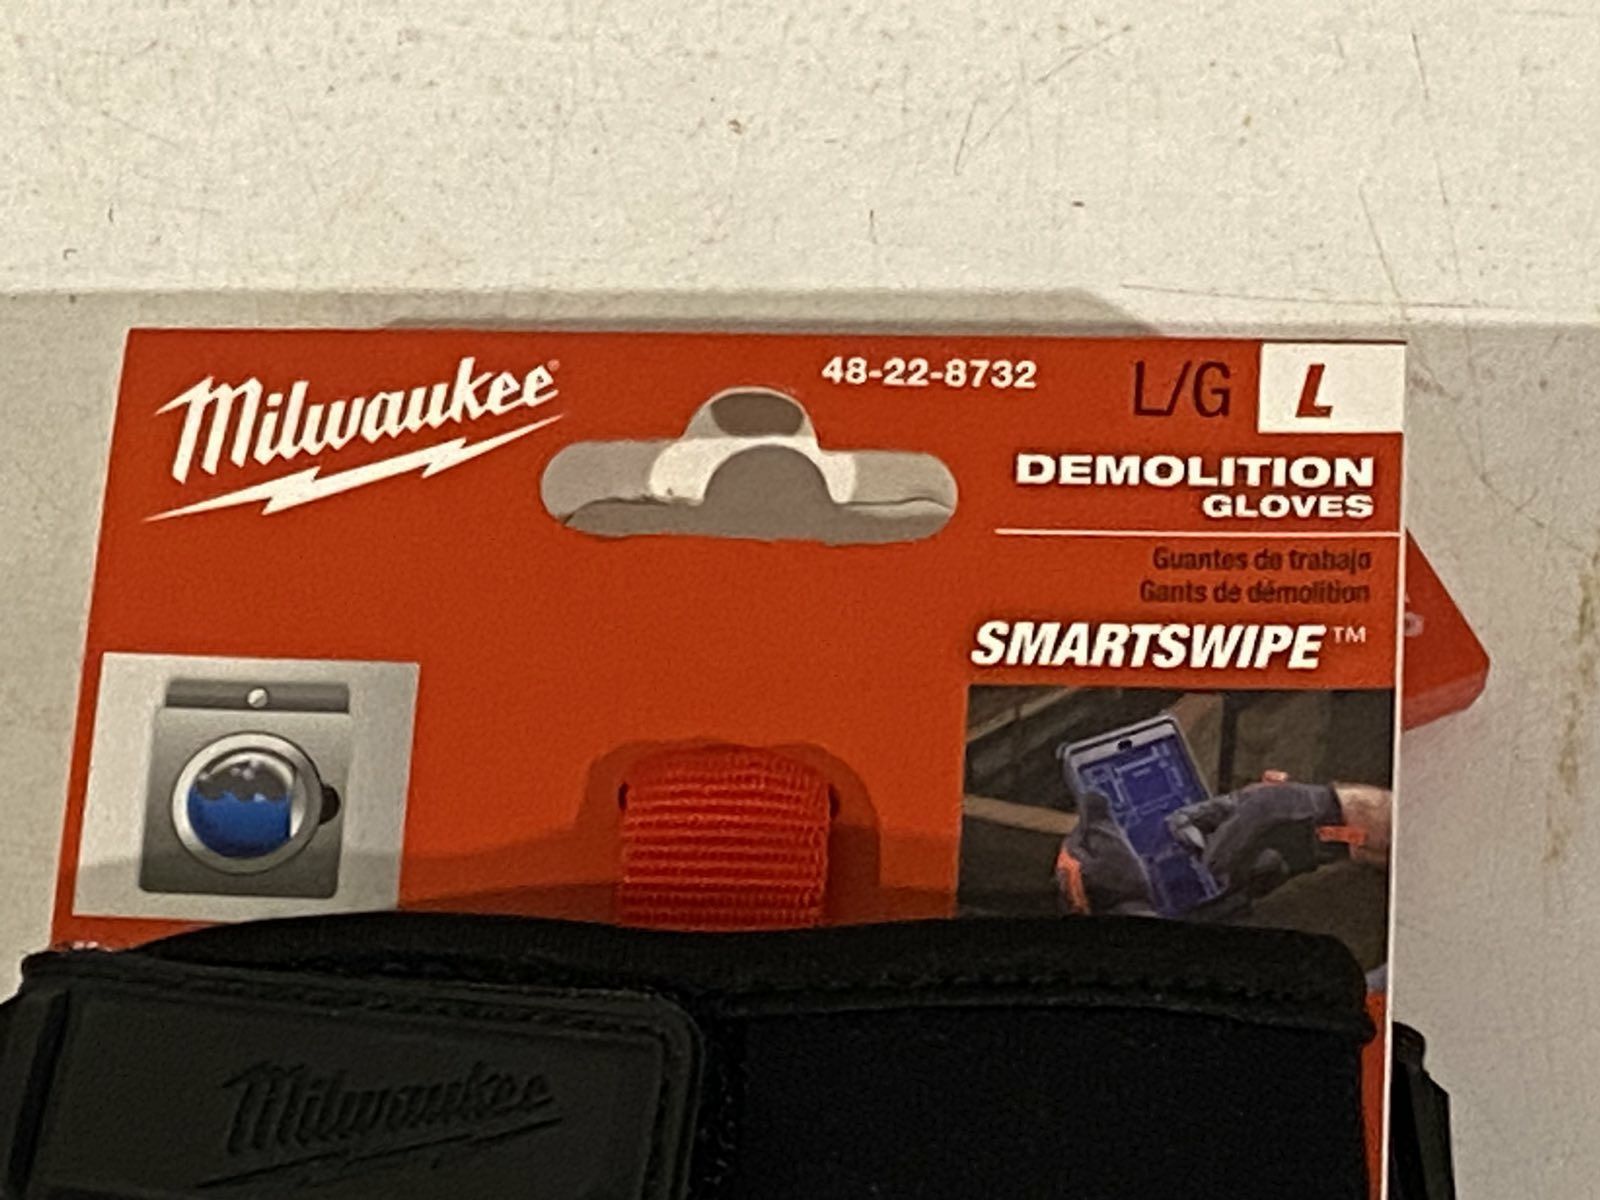 Milwaukee®
48-22-8732
L/G
L
DEMOLITION
GLOVES
Guantes de trabajo
Gants de démolition
SMARTSWIPE™
Milwaukee